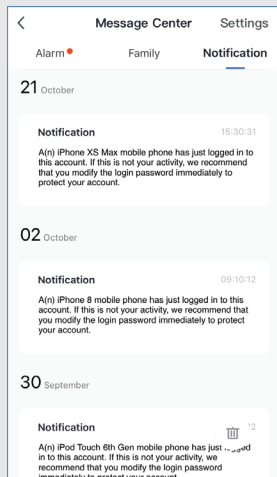 Message Center Settings
Alarm Family Notification
21 October
Notification 15:30:31
A(n) iPhone XS Max mobile phone has just logged in to
this account. If this is not your activity, we recommend
that you modify the login password immediately to
protect your account.
02 October
Notification 09:10:12
A(n) iPhone 8 mobile phone has just logged in to this
account. If this is not your activity, we recommend that
you modify the login password immediately to protect
your account.
30 September
Notification
A(n) iPod Touch 6th Gen mobile phone has just
in to this account. If this is not your activity, we
recommend that you modify the login password
immediately to protect your account.